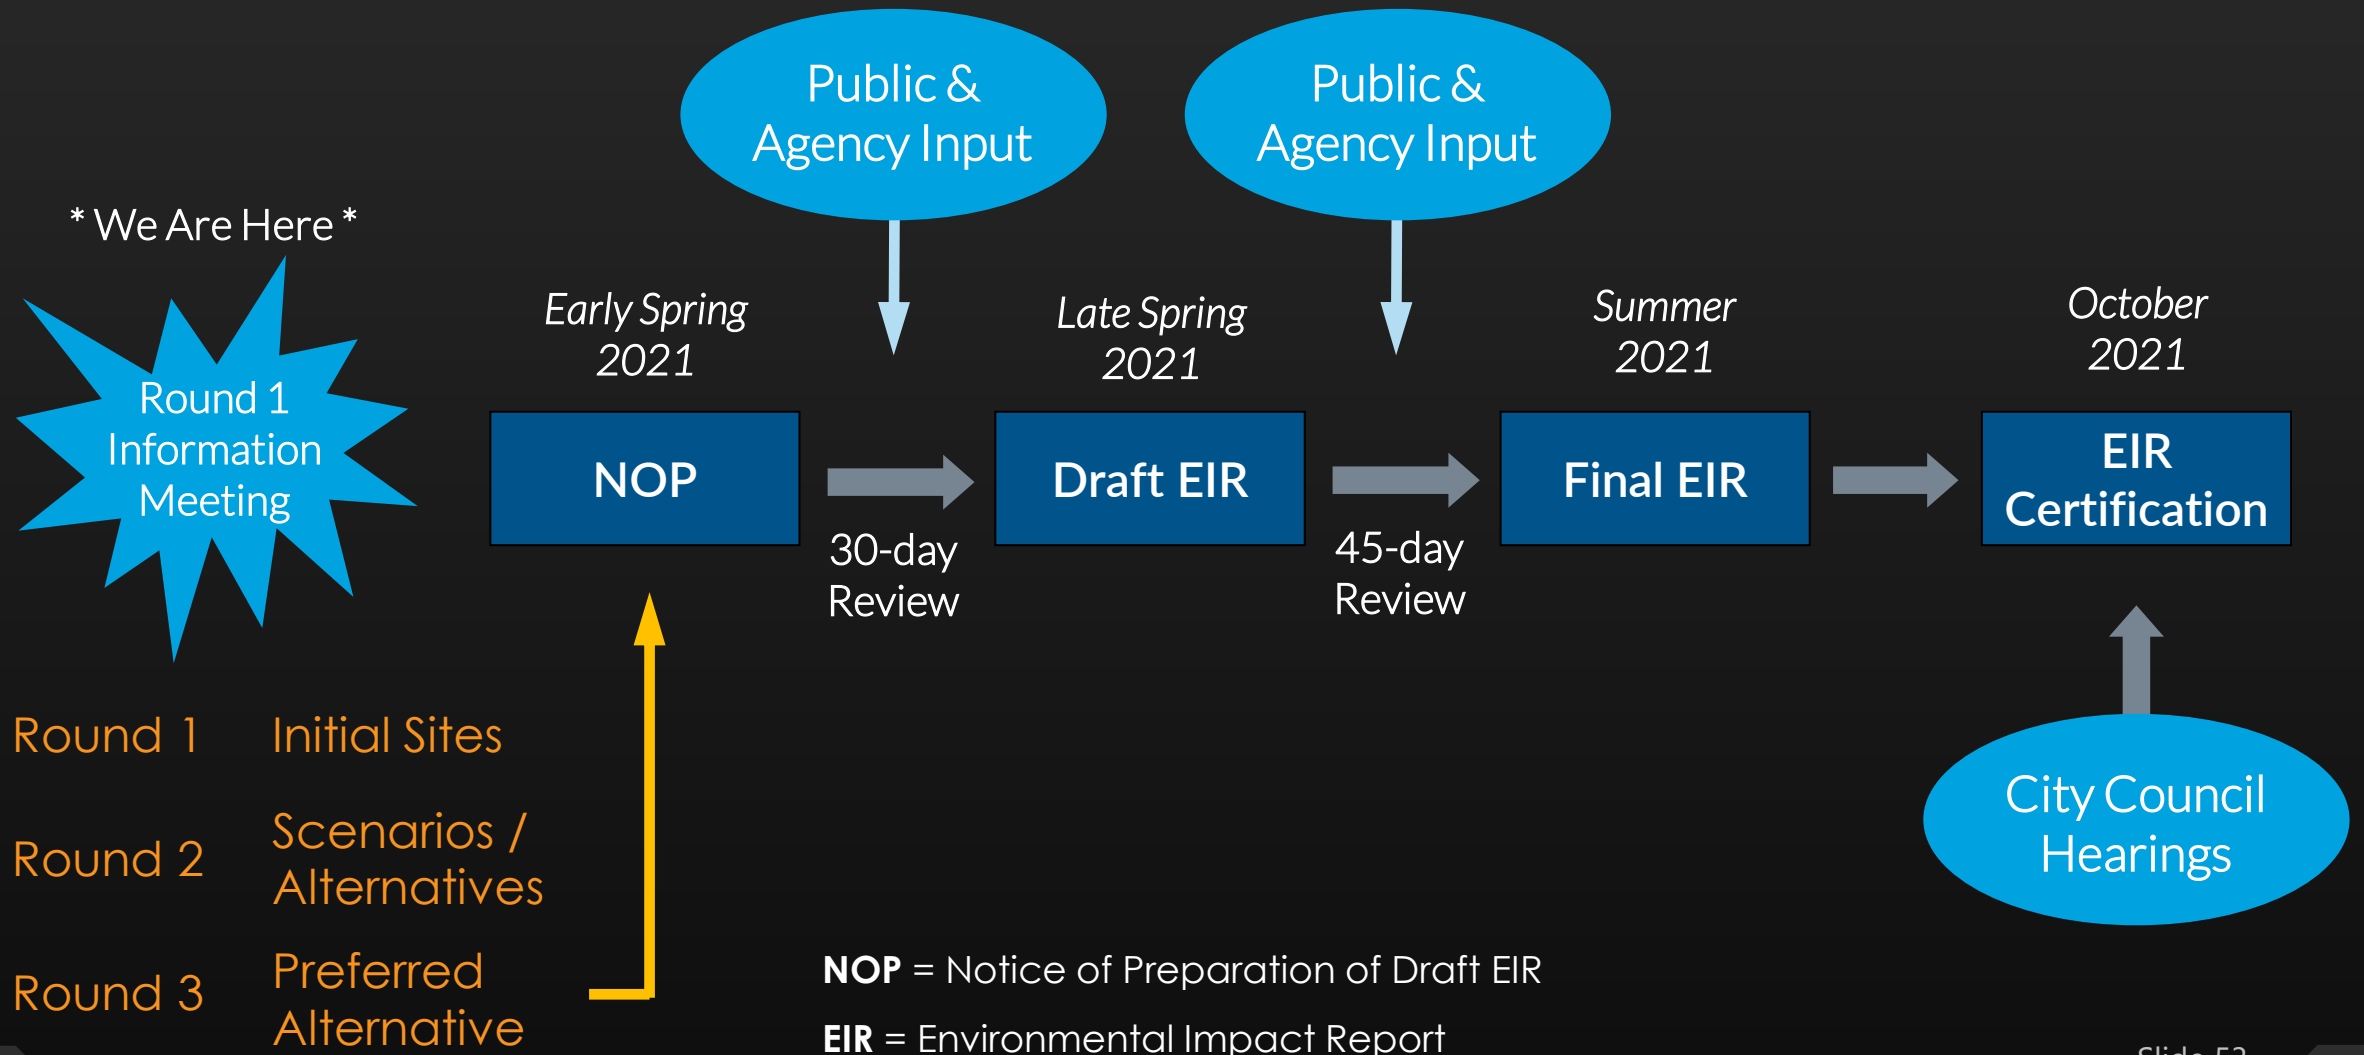 Public &
Agency Input
Public &
Agency Input
* We Are Here *
Round 1
Information
Meeting
Early Spring
2021
NOP
30-day
Review
Late Spring
2021
Draft EIR
45-day
Review
Summer
2021
Final EIR
October
2021
EIR
Certification
City Council
Hearings
Round 1 Initial Sites
Round 2 Scenarios /
Alternatives
Round 3 Preferred
Alternative
NOP = Notice of Preparation of Draft EIR
EIR = Environmental Impact Report